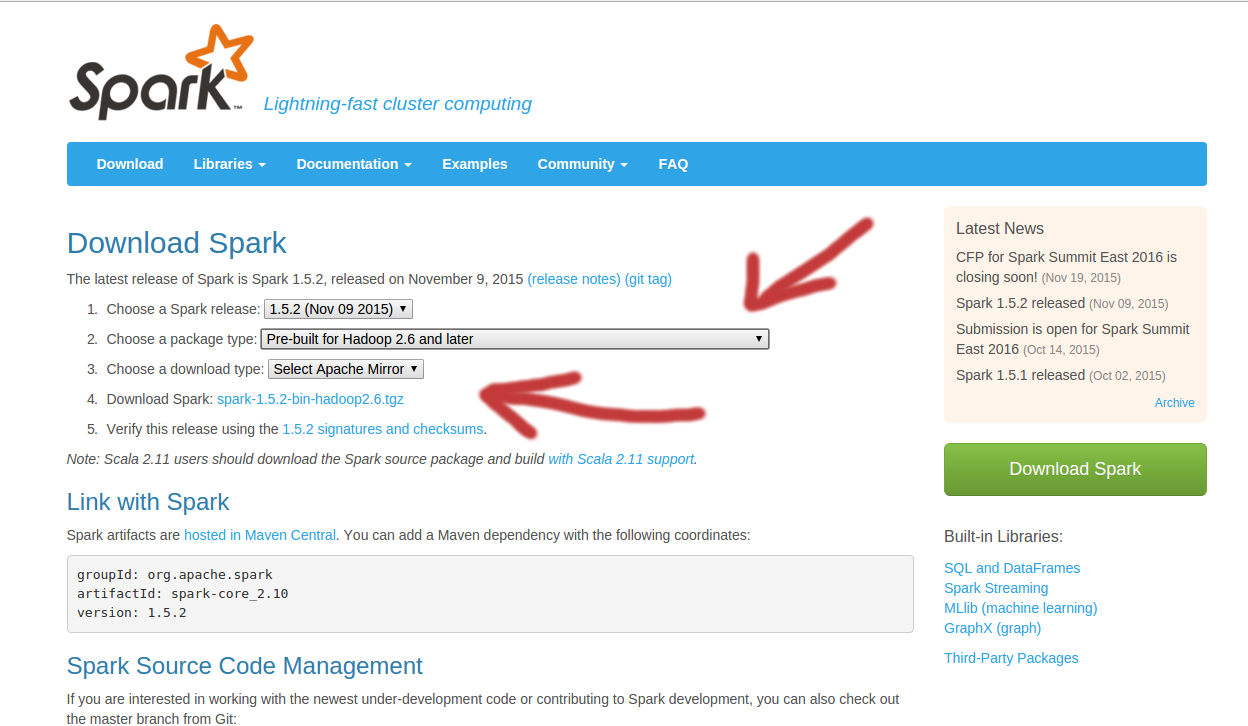 Spark™
Lightning-fast cluster computing
Download Libraries Documentation Examples Community FAQ
Download Spark
The latest release of Spark is Spark 1.5.2, released on November 9, 2015 (release notes) (git tag)
1. Choose a Spark release: 1.5.2 (Nov 09 2015)
2. Choose a package type: Pre-built for Hadoop 2.6 and later
3. Choose a download type: Select Apache Mirror
4. Download Spark: spark-1.5.2-bin-hadoop2.6.tgz
5. Verify this release using the 1.5.2 signatures and checksums.
Note: Scala 2.11 users should download the Spark source package and build with Scala 2.11 support.
Link with Spark
Spark artifacts are hosted in Maven Central. You can add a Maven dependency with the following coordinates:
groupId: org.apache.spark
artifactId: spark-core_2.10
version: 1.5.2
Spark Source Code Management
If you are interested in working with the newest under-development code or contributing to Spark development, you can also check out
the master branch from Git:
Latest News
CFP for Spark Summit East 2016 is
closing soon! (Nov 19, 2015)
Spark 1.5.2 released (Nov 09, 2015)
Submission is open for Spark Summit
East 2016 (Oct 14, 2015)
Spark 1.5.1 released (Oct 02, 2015)
Archive
Download Spark
Built-in Libraries:
SQL and DataFrames
Spark Streaming
MLlib (machine learning)
GraphX (graph)
Third-Party Packages